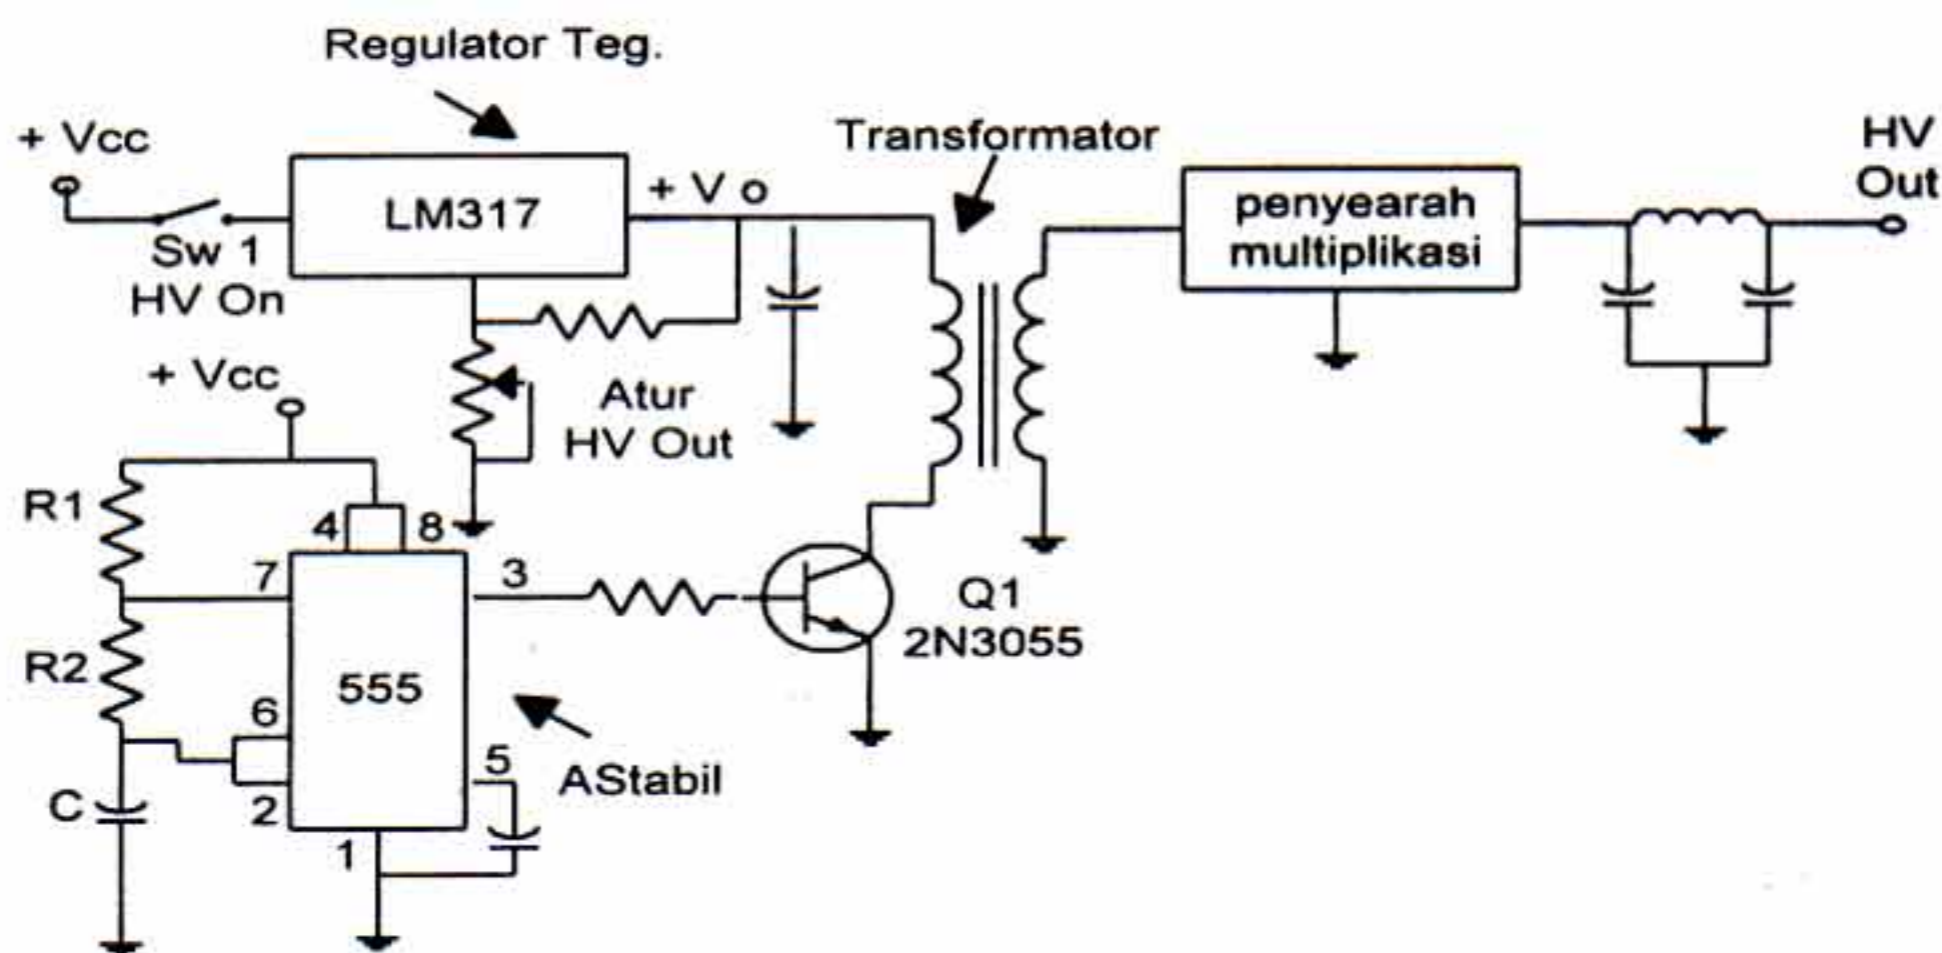 Regulator Teg.
+ Vcc
LM317
+ V o
Transformator
penyearah
multiplikasi
HV
Out
Sw 1
HV On
+ Vcc
Atur
HV Out
R1
4
8
7
3
Q1
2N3055
R2
555
6
5
AStabil
C
2
1